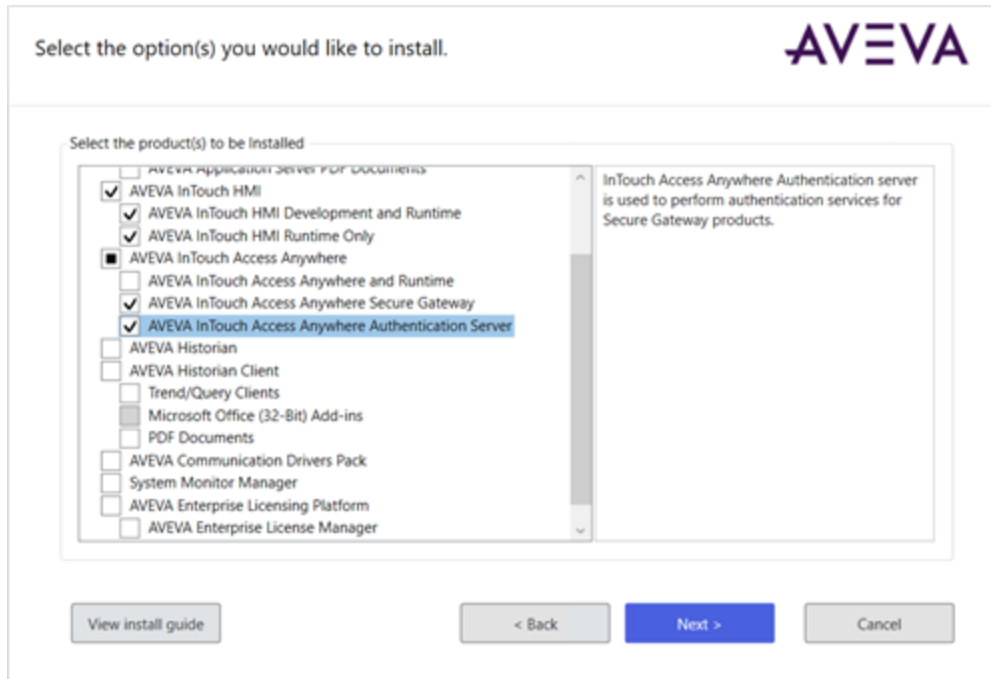 Select the option(s) you would like to install.
AVEVA
Select the product(s) to be Installed
AVEVA Application Server PDF Documents
AVEVA InTouch HMI
AVEVA InTouch HMI Development and Runtime
AVEVA InTouch HMI Runtime Only
AVEVA InTouch Access Anywhere
AVEVA InTouch Access Anywhere and Runtime
AVEVA InTouch Access Anywhere Secure Gateway
AVEVA InTouch Access Anywhere Authentication Server
AVEVA Historian
AVEVA Historian Client
Trend/Query Clients
Microsoft Office (32-Bit) Add-ins
PDF Documents
AVEVA Communication Drivers Pack
System Monitor Manager
AVEVA Enterprise Licensing Platform
AVEVA Enterprise License Manager
InTouch Access Anywhere Authentication server
is used to perform authentication services for
Secure Gateway products.
View install guide
< Back
Next >
Cancel